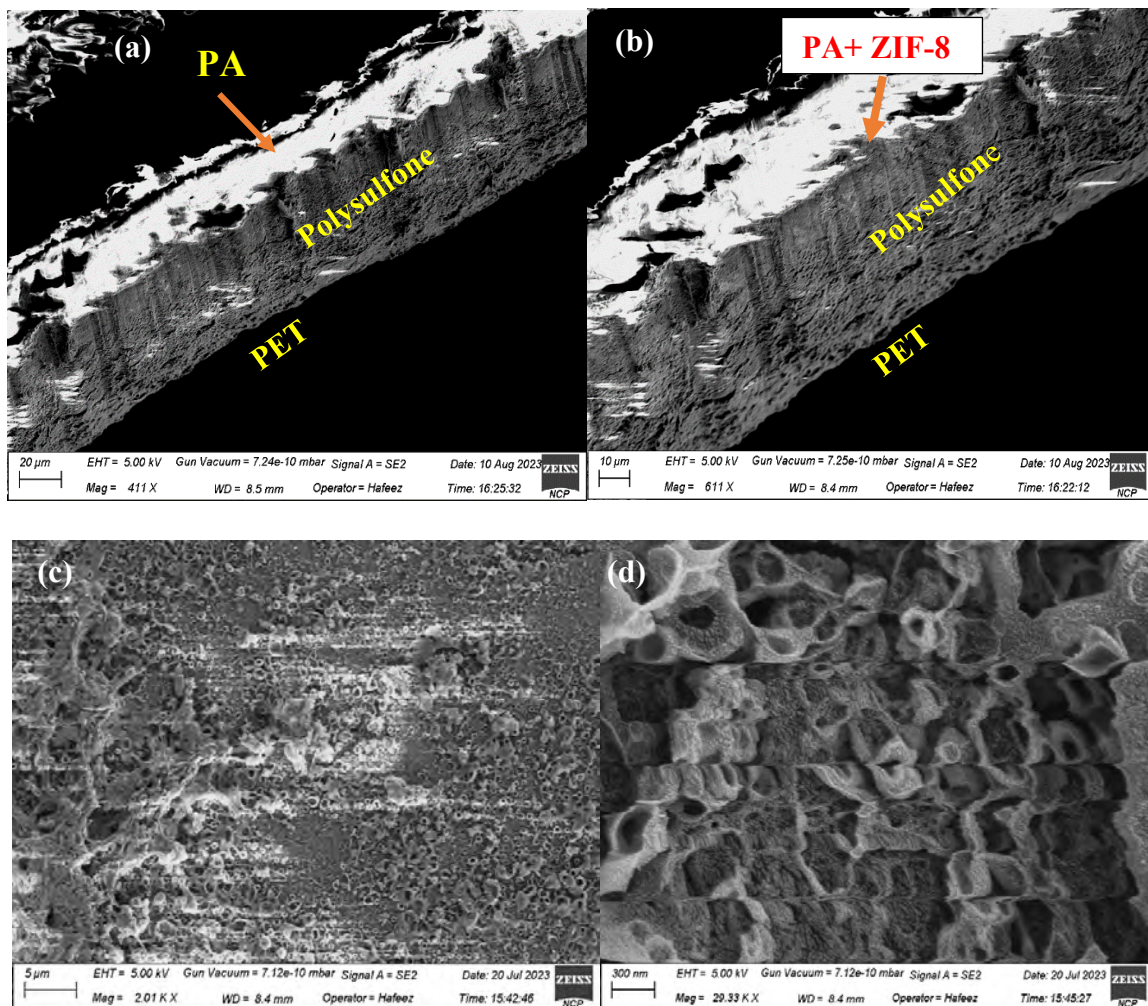 (a)
PA
Polysulfone
PET
20 µm
EHT = 5.00 kV Gun Vacuum = 7.24e-10 mbar Signal A = SE2 Date: 10 Aug 2023
Mag = 411 X WD = 8.5 mm Operator = Hafeez Time: 16:25:32
ZEISS
NCP
(b)
PA+ ZIF-8
Polysulfone
PET
10 µm
EHT = 5.00 kV Gun Vacuum = 7.25e-10 mbar Signal A = SE2 Date: 10 Aug 2023
Mag = 611 X WD = 8.4 mm Operator = Hafeez Time: 16:22:12
ZEISS
NCP
(c)
5 µm
EHT = 5.00 kV Gun Vacuum = 7.12e-10 mbar Signal A = SE2 Date: 20 Jul 2023
Mag = 2.01 K X WD = 8.4 mm Operator = Hafeez Time: 15:42:46
ZEISS
NCP
(d)
300 nm
EHT = 5.00 kV Gun Vacuum = 7.12e-10 mbar Signal A = SE2 Date: 20 Jul 2023
Mag = 29.33 K X WD = 8.4 mm Operator = Hafeez Time: 15:45:27
ZEISS
NCP